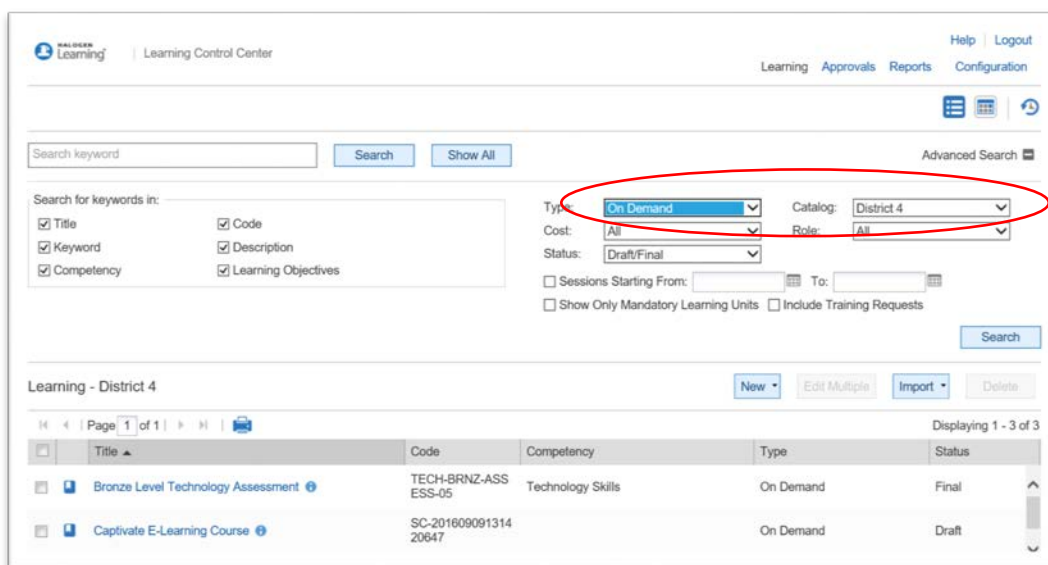 HALOGEN
Learning
Learning Control Center
Help Logout
Learning Approvals Reports Configuration
Search keyword Search Show All Advanced Search
Search for keywords in:
Title Code
Keyword Description
Competency Learning Objectives
Type: On Demand Catalog: District 4
Cost: All Role: All
Status: Draft/Final
Sessions Starting From: To:
Show Only Mandatory Learning Units Include Training Requests
Search
Learning - District 4 New Edit Multiple Import Delete
Page 1 of 1 Displaying 1 - 3 of 3
Title Code Competency Type Status
Bronze Level Technology Assessment TECH-BRNZ-ASS Technology Skills On Demand Final
ESS-05
Captivate E-Learning Course SC-201609091314 On Demand Draft
20647